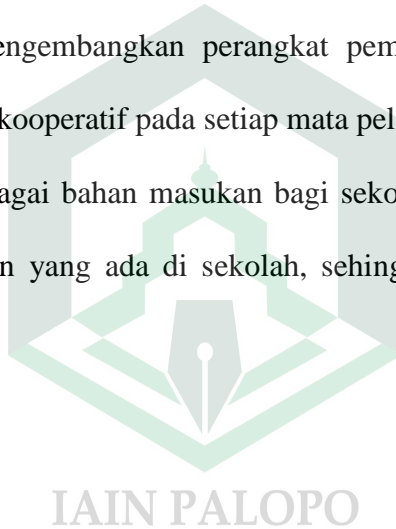 engembangkan perangkat pem
kooperatif pada setiap mata pel
agai bahan masukan bagi seko
n yang ada di sekolah, sehing
IAIN PALOPO